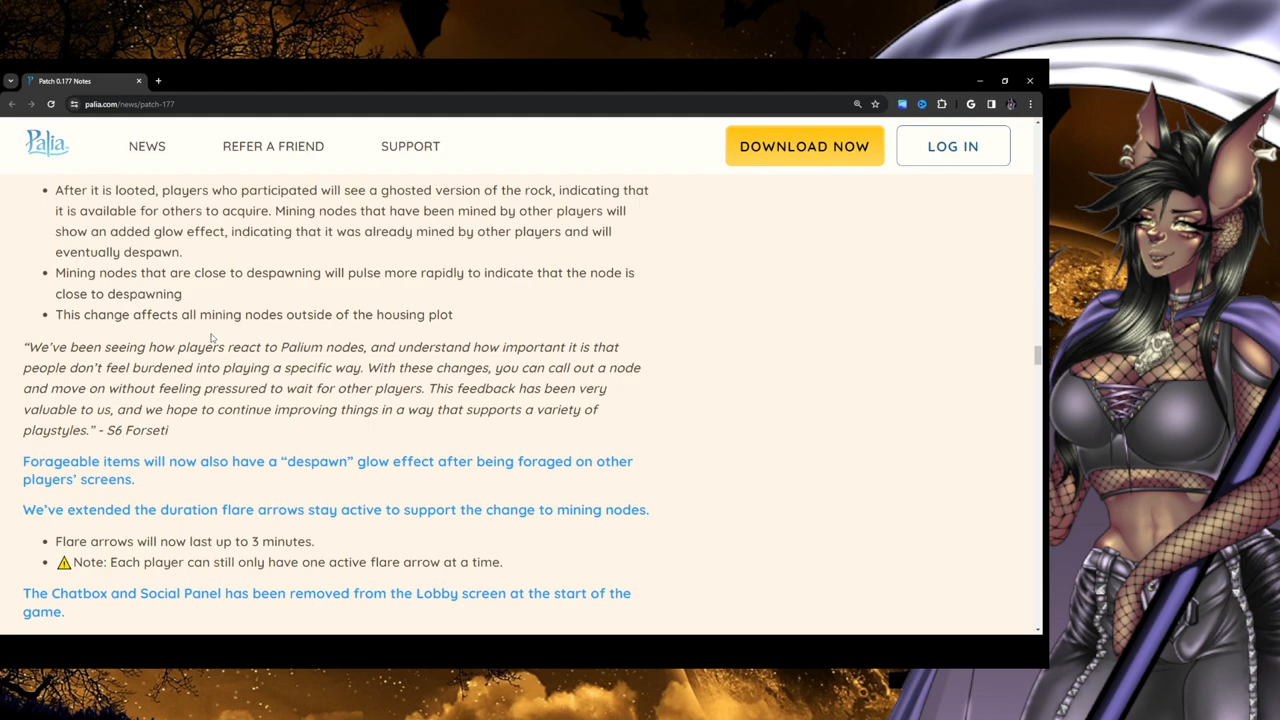 Patch 0.177 Notes
palia.com/news/patch-177
Palia
NEWS
REFER A FRIEND
SUPPORT
DOWNLOAD NOW
LOG IN
• After it is looted, players who participated will see a ghosted version of the rock, indicating that
it is available for others to acquire. Mining nodes that have been mined by other players will
show an added glow effect, indicating that it was already mined by other players and will
eventually despawn.
• Mining nodes that are close to despawning will pulse more rapidly to indicate that the node is
close to despawning
• This change affects all mining nodes outside of the housing plot
“We’ve been seeing how players react to Palium nodes, and understand how important it is that
people don’t feel burdened into playing a specific way. With these changes, you can call out a node
and move on without feeling pressured to wait for other players. This feedback has been very
valuable to us, and we hope to continue improving things in a way that supports a variety of
playstyles.” - S6 Forseti
Forageable items will now also have a “despawn” glow effect after being foraged on other
players’ screens.
We’ve extended the duration flare arrows stay active to support the change to mining nodes.
• Flare arrows will now last up to 3 minutes.
• ⚠Note: Each player can still only have one active flare arrow at a time.
The Chatbox and Social Panel has been removed from the Lobby screen at the start of the
game.